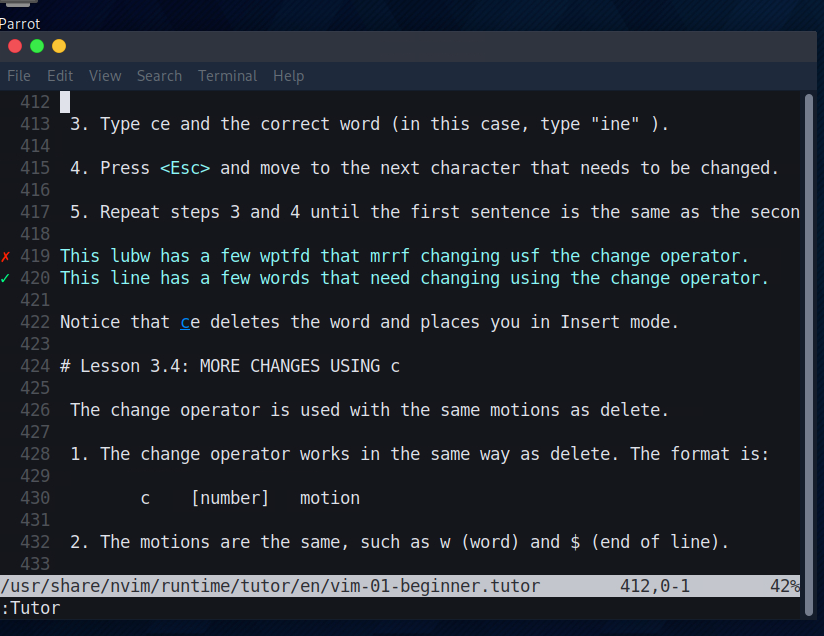 Parrot
File Edit View Search Terminal Help
412
413 3. Type ce and the correct word (in this case, type "ine" ).
414
415 4. Press <Esc> and move to the next character that needs to be changed.
416
417 5. Repeat steps 3 and 4 until the first sentence is the same as the secon
418
✗ 419 This lubw has a few wptfd that mrrf changing usf the change operator.
✓ 420 This line has a few words that need changing using the change operator.
421
422 Notice that ce deletes the word and places you in Insert mode.
423
424 # Lesson 3.4: MORE CHANGES USING c
425
426 The change operator is used with the same motions as delete.
427
428 1. The change operator works in the same way as delete. The format is:
429
430 c [number] motion
431
432 2. The motions are the same, such as w (word) and $ (end of line).
433
/usr/share/nvim/runtime/tutor/en/vim-01-beginner.tutor 412,0-1 42%
:Tutor